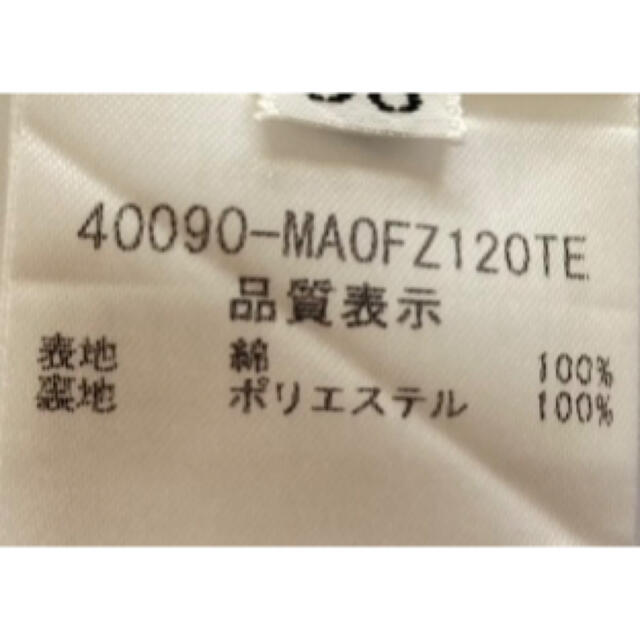 40090-MA0FZ120TE
品質表示
表地 綿 100%
裏地 ポリエステル 100%